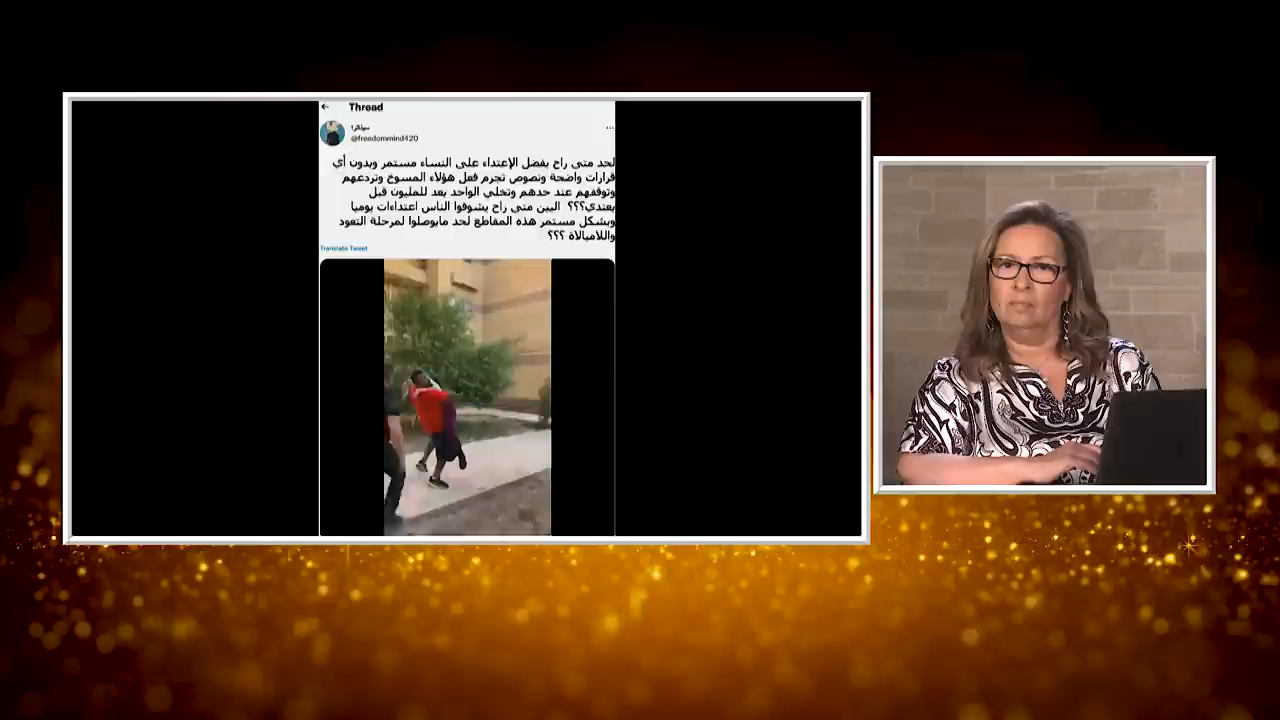 Thread
سيناترا!
@freedommind420
لحد متى راح يفضل الإعتداء على النساء مستمر وبدون أي
قرارات واضحة ونصوص تجرم فعل هؤلاء المسوخ وتردعهم
وتوقفهم عند حدهم وتخلي الواحد يعد للمليون قبل
يعتدي؟؟؟ اليين متى راح يشوفوا الناس اعتداءات يوميا
وبشكل مستمر هذه المقاطع لحد مايوصلوا لمرحلة التعود
واللامبالاة ؟؟؟
Translate Tweet